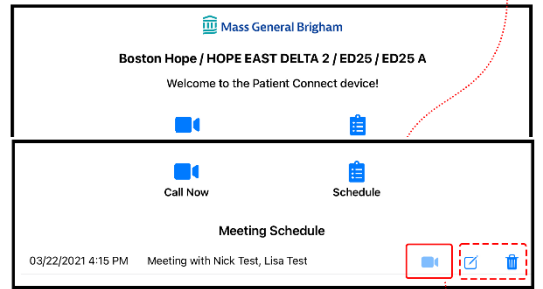 Mass General Brigham
Boston Hope / HOPE EAST DELTA 2 / ED25 / ED25 A
Welcome to the Patient Connect device!
Call Now Schedule
Meeting Schedule
03/22/2021 4:15 PM Meeting with Nick Test, Lisa Test